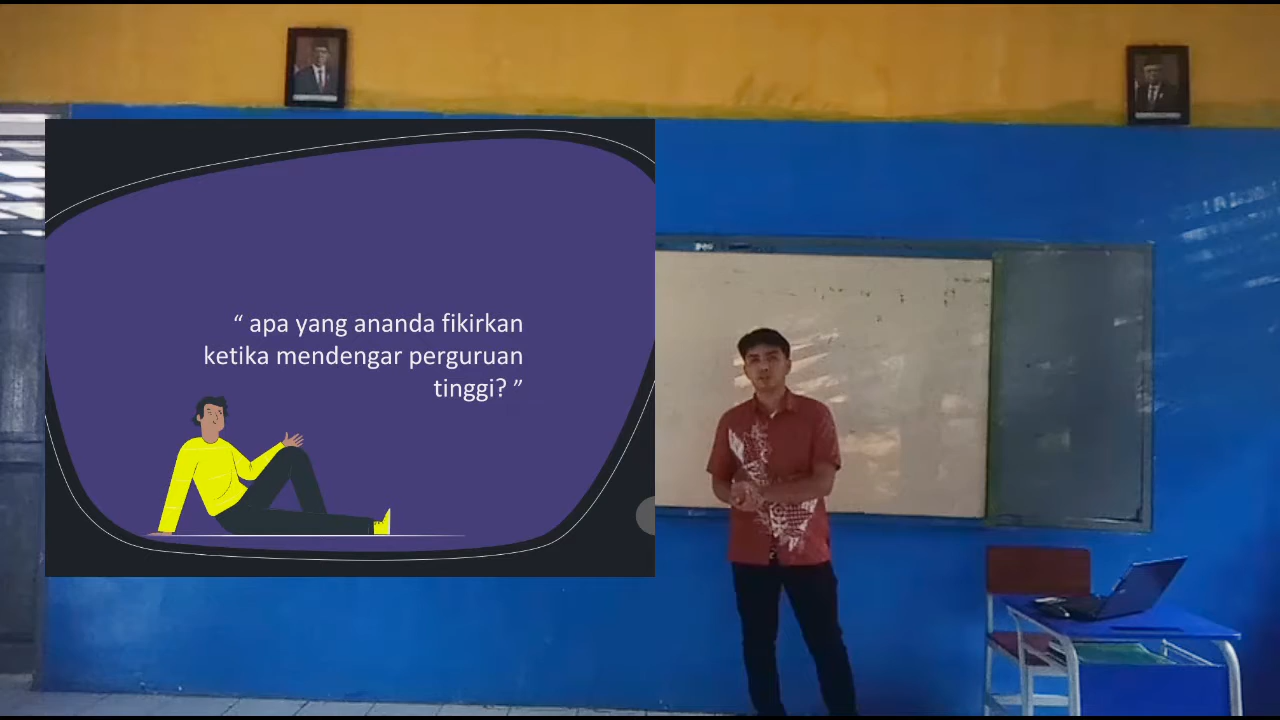 “ apa yang ananda fikirkan
ketika mendengar perguruan
tinggi? ”